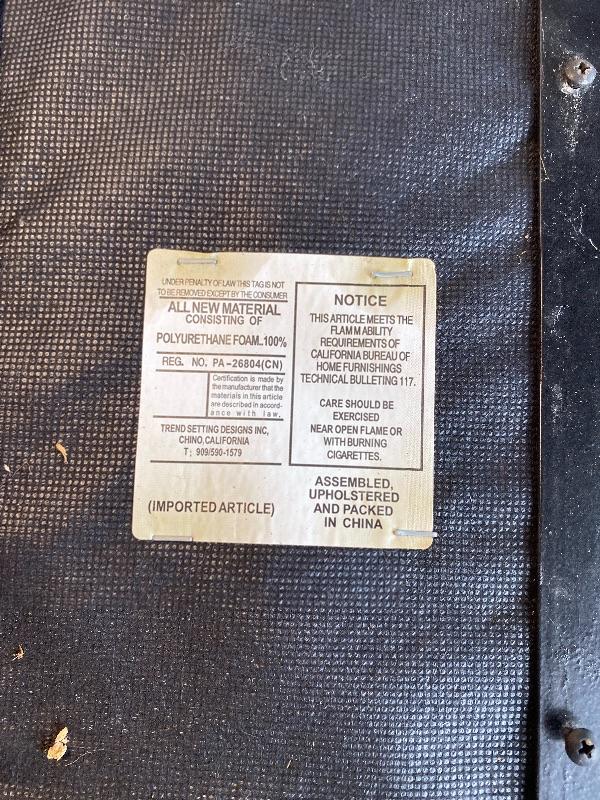 UNDER PENALTY OF LAW THIS TAG IS NOT
TO BE REMOVED EXCEPT BY THE CONSUMER
ALL NEW MATERIAL
CONSISTING OF
POLYURETHANE FOAM..100%
REG. NO. PA-26804(CN)
Certification is made by
the manufacturer that the
materials in this article
are described in accord-
ance with law.
TREND SETTING DESIGNS INC,
CHINO, CALIFORNIA
T; 909/590-1579
(IMPORTED ARTICLE)
NOTICE
THIS ARTICLE MEETS THE
FLAMMABILITY
REQUIREMENTS OF
CALIFORNIA BUREAU OF
HOME FURNISHINGS
TECHNICAL BULLETING 117.
CARE SHOULD BE
EXERCISED
NEAR OPEN FLAME OR
WITH BURNING
CIGARETTES.
ASSEMBLED,
UPHOLSTERED
AND PACKED
IN CHINA